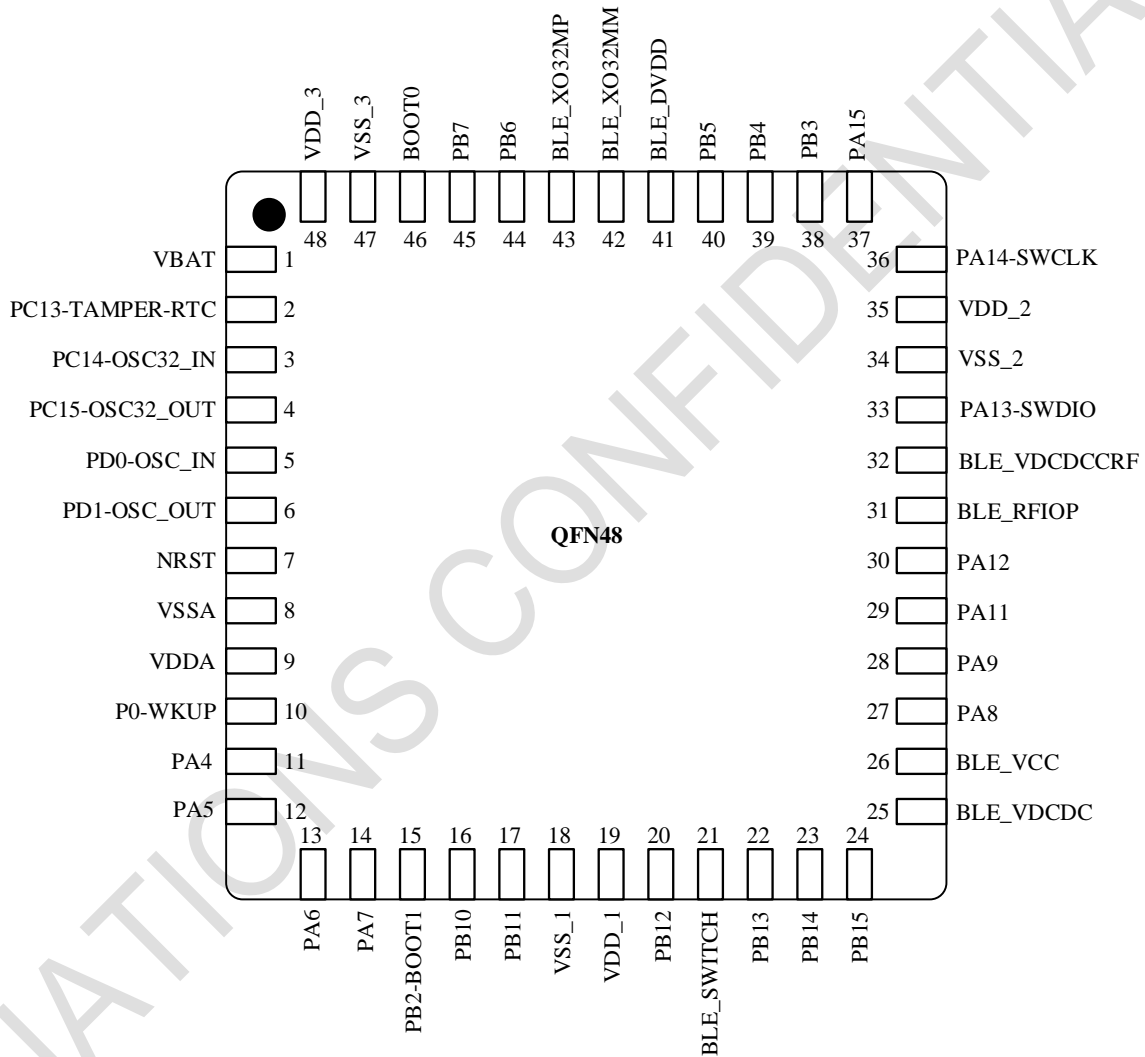 VDD_3
VSS_3
BOOT0
PB7
PB6
BLE_XO32MP
BLE_XO32MM
BLE_DVDD
PB5
PB4
PB3
PA15
48 47 46 45 44 43 42 41 40 39 38 37
VBAT 1
PC13-TAMPER-RTC 2
PC14-OSC32_IN 3
PC15-OSC32_OUT 4
PD0-OSC_IN 5
PD1-OSC_OUT 6
NRST 7
VSSA 8
VDDA 9
P0-WKUP 10
PA4 11
PA5 12
QFN48
36 PA14-SWCLK
35 VDD_2
34 VSS_2
33 PA13-SWDIO
32 BLE_VDCDCCRF
31 BLE_RFIOP
30 PA12
29 PA11
28 PA9
27 PA8
26 BLE_VCC
25 BLE_VDCDC
13 14 15 16 17 18 19 20 21 22 23 24
PA6
PA7
PB2-BOOT1
PB10
PB11
VSS_1
VDD_1
PB12
BLE_SWITCH
PB13
PB14
PB15
ATIONS CONFIDENTIA